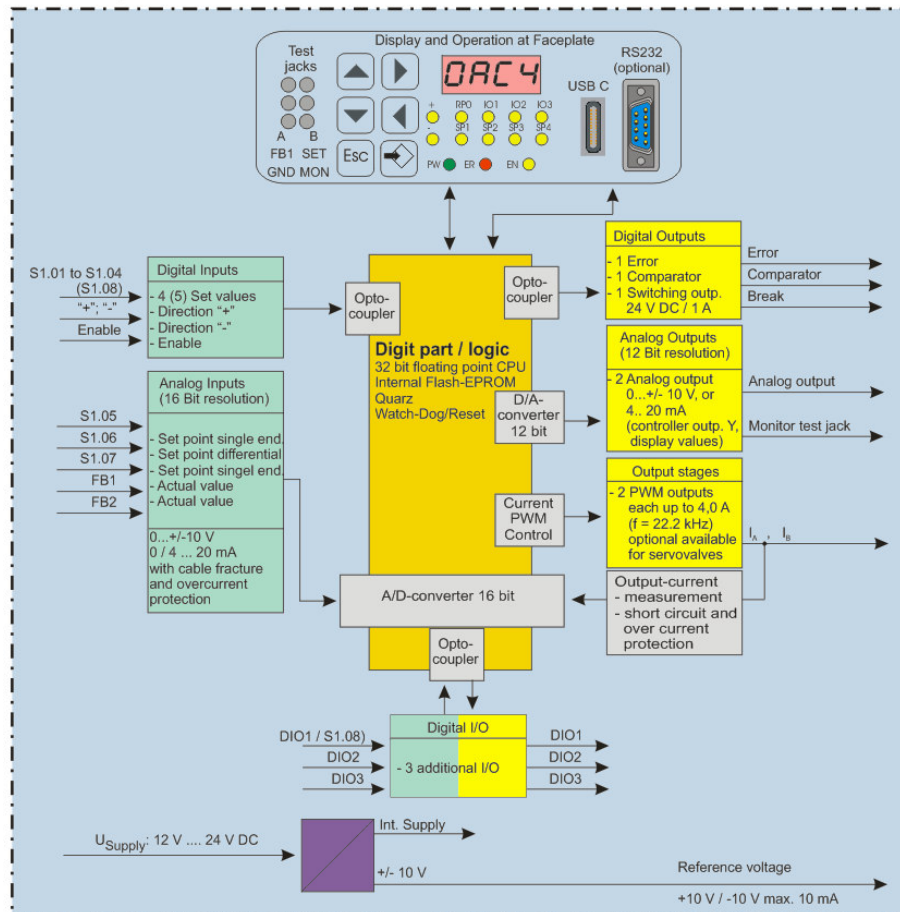 Display and Operation at Faceplate
Test
jacks
A B
FB1 SET
GND MON
Esc
0AC4
+ RP0 IO1 IO2 IO3
- SP1 SP2 SP3 SP4
PW ER EN
USB C
RS232
(optional)
S1.01 to S1.04
(S1.08)
"+"; "-"
Enable
Digital Inputs
- 4 (5) Set values
- Direction "+"
- Direction "-"
- Enable
Opto-
coupler
Opto-
coupler
Digital Outputs
- 1 Error
- 1 Comparator
- 1 Switching outp.
24 V DC / 1 A
Error
Comparator
Break
Digit part / logic
32 bit floating point CPU
Internal Flash-EPROM
Quarz
Watch-Dog/Reset
S1.05
S1.06
S1.07
FB1
FB2
Analog Inputs
(16 Bit resolution)
- Set point single end.
- Set point differential
- Set point singel end.
- Actual value
- Actual value
0...+/-10 V
0 / 4 ... 20 mA
with cable fracture
and overcurrent
protection
D/A-
converter
12 bit
Analog Outputs
(12 Bit resolution)
- 2 Analog output
0...+/- 10 V, or
4.. 20 mA
(controller outp. Y,
display values)
Analog output
Monitor test jack
Current
PWM
Control
Output stages
- 2 PWM outputs
each up to 4,0 A
(f = 22.2 kHz)
optional available
for servovalves
IA , IB
A/D-converter 16 bit
Output-current
- measurement
- short circuit and
over current
protection
Opto-
coupler
DIO1 / S1.08)
DIO2
DIO3
Digital I/O
- 3 additional I/O
DIO1
DIO2
DIO3
USupply: 12 V .... 24 V DC
Int. Supply
+/- 10 V
Reference voltage
+10 V / -10 V max. 10 mA